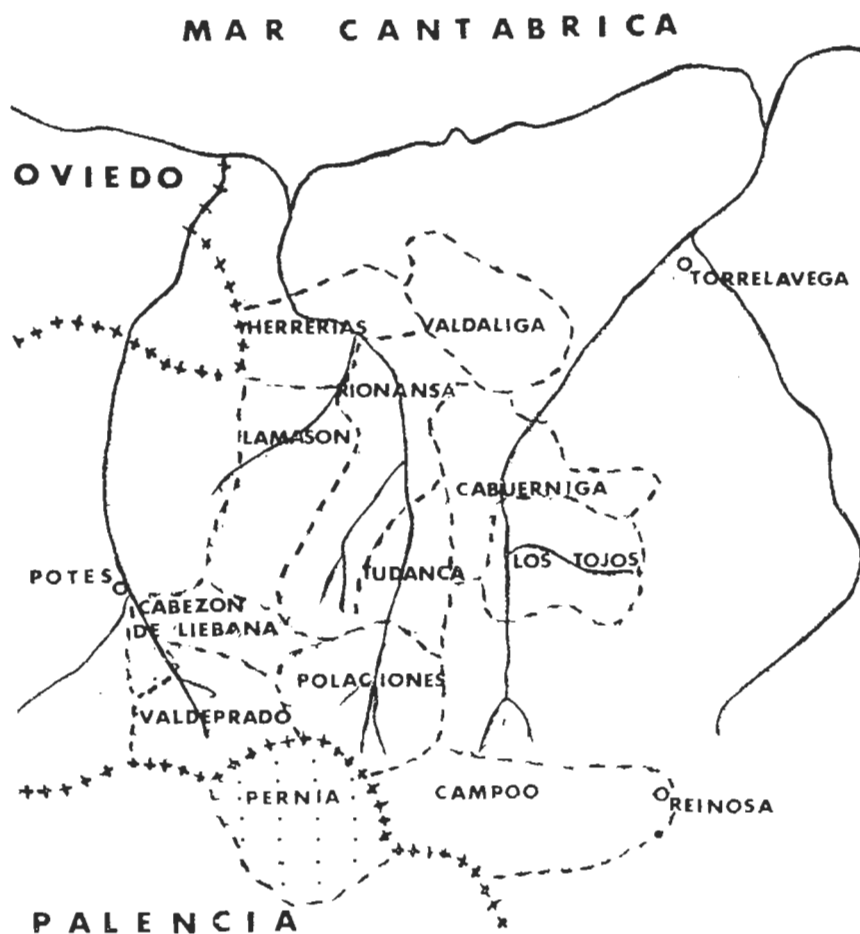 MAR CANTABRICA
OVIEDO
TORRELAVEGA
HERRERIAS
VALDALIGA
RIONANSA
LAMASON
CABUERNIGA
POTES
TUDANCA
LOS TOJOS
CABEZON
DE LIEBANA
POLACIONES
VALDEPRADO
PERNIA
CAMPOO
REINOSA
PALENCIA